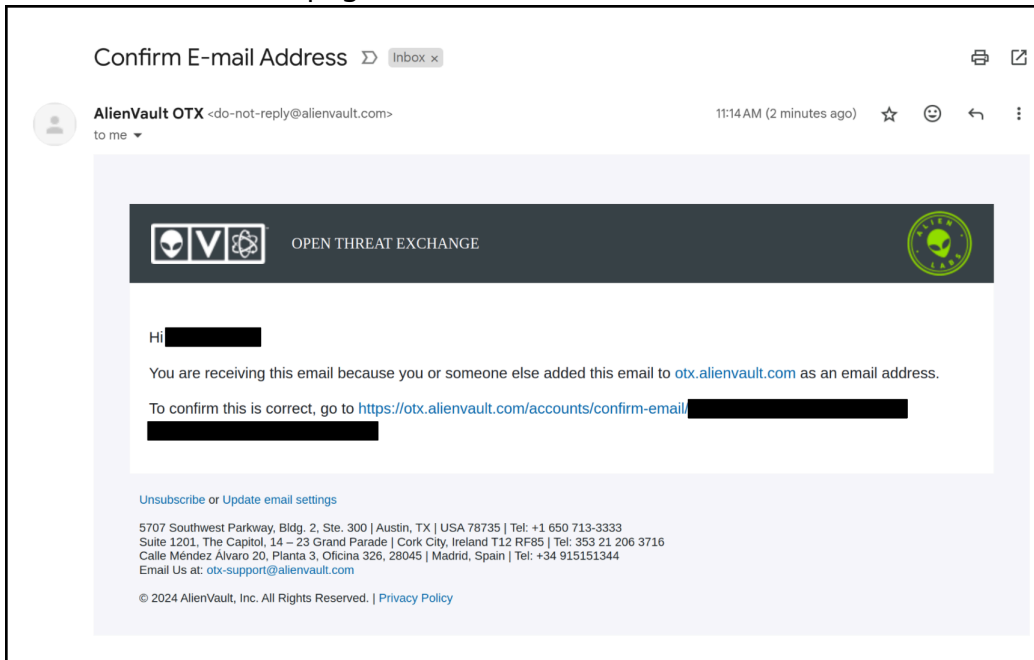 Confirm E-mail Address Inbox ×
AlienVault OTX <do-not-reply@alienvault.com> 11:14 AM (2 minutes ago)
to me
OPEN THREAT EXCHANGE
ALIEN LABS
Hi
You are receiving this email because you or someone else added this email to otx.alienvault.com as an email address.
To confirm this is correct, go to https://otx.alienvault.com/accounts/confirm-email/
Unsubscribe or Update email settings
5707 Southwest Parkway, Bldg. 2, Ste. 300 | Austin, TX | USA 78735 | Tel: +1 650 713-3333
Suite 1201, The Capitol, 14 – 23 Grand Parade | Cork City, Ireland T12 RF85 | Tel: 353 21 206 3716
Calle Méndez Álvaro 20, Planta 3, Oficina 326, 28045 | Madrid, Spain | Tel: +34 915151344
Email Us at: otx-support@alienvault.com
© 2024 AlienVault, Inc. All Rights Reserved. | Privacy Policy